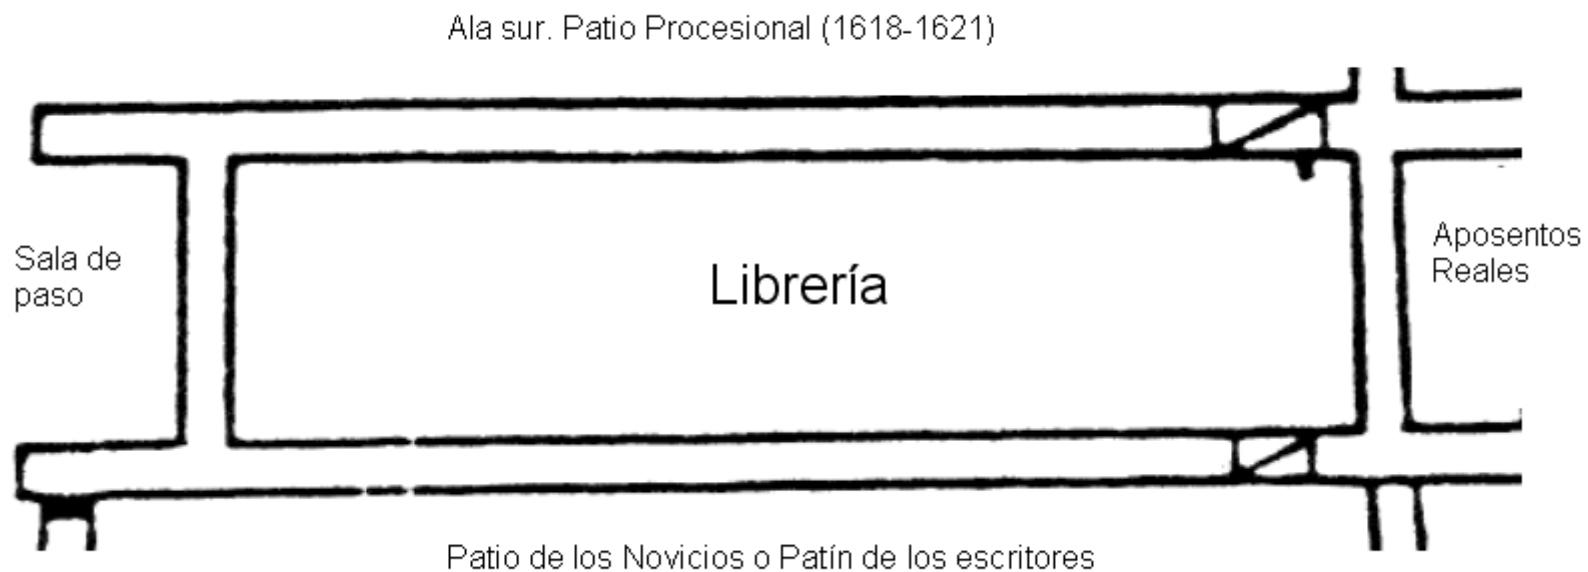 Ala sur. Patio Procesional (1618-1621)
Sala de
paso
Librería
Aposentos
Reales
Patio de los Novicios o Patín de los escritores